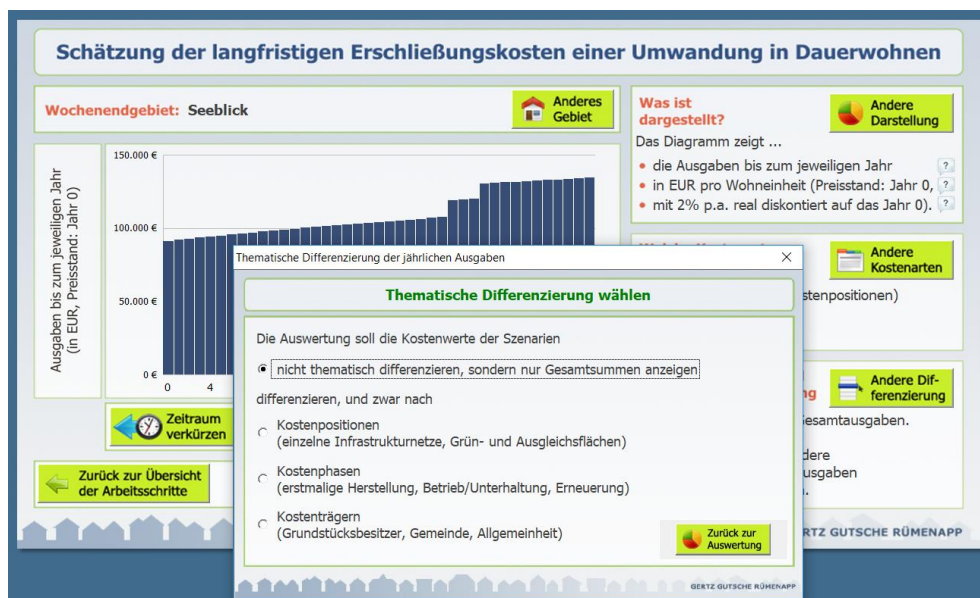 Schätzung der langfristigen Erschließungskosten einer Umwandung in Dauerwohnen
Wochenendgebiet: Seeblick
Anderes
Gebiet
Ausgaben bis zum jeweiligen Jahr
(in EUR, Preisstand: Jahr 0)
150.000 €
100.000 €
50.000 €
0 €
0 4
Zeitraum
verkürzen
Zurück zur Übersicht
der Arbeitsschritte
Was ist
dargestellt?
Andere
Darstellung
Das Diagramm zeigt ...
• die Ausgaben bis zum jeweiligen Jahr ?
• in EUR pro Wohneinheit (Preisstand: Jahr 0, ?
• mit 2% p.a. real diskontiert auf das Jahr 0). ?
Andere
Kostenarten
stenpositionen)
Andere Dif-
ferenzierung
ng
esamtausgaben.
dere
usgaben
RTZ GUTSCHE RÜMENAPP
Thematische Differenzierung der jährlichen Ausgaben
Thematische Differenzierung wählen
Die Auswertung soll die Kostenwerte der Szenarien
nicht thematisch differenzieren, sondern nur Gesamtsummen anzeigen
differenzieren, und zwar nach
Kostenpositionen
(einzelne Infrastrukturnetze, Grün- und Ausgleichsflächen)
Kostenphasen
(erstmalige Herstellung, Betrieb/Unterhaltung, Erneuerung)
Kostenträgern
(Grundstücksbesitzer, Gemeinde, Allgemeinheit)
Zurück zur
Auswertung
GERTZ GUTSCHE RÜMENAPP